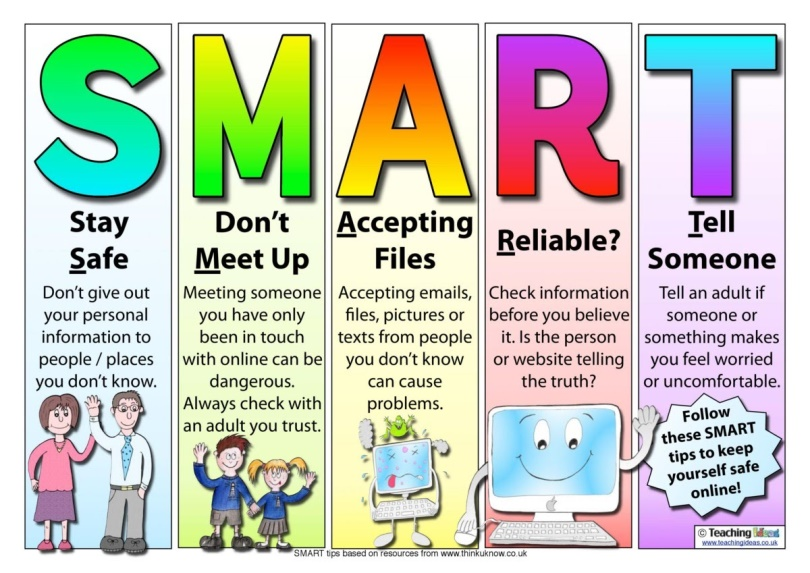 S
Stay
Safe
Don't give out
your personal
information to
people / places
you don't know.
M
Don't
Meet Up
Meeting someone
you have only
been in touch
with online can be
dangerous.
Always check with
an adult you trust.
A
Accepting
Files
Accepting emails,
files, pictures or
texts from people
you don't know
can cause
problems.
R
Reliable?
Check information
before you believe
it. Is the person
or website telling
the truth?
T
Tell
Someone
Tell an adult if
someone or
something makes
you feel worried
or uncomfortable.
Follow
these SMART
tips to keep
yourself safe
online!
© Teaching Ideas
www.teachingideas.co.uk
SMART tips based on resources from www.thinkuknow.co.uk